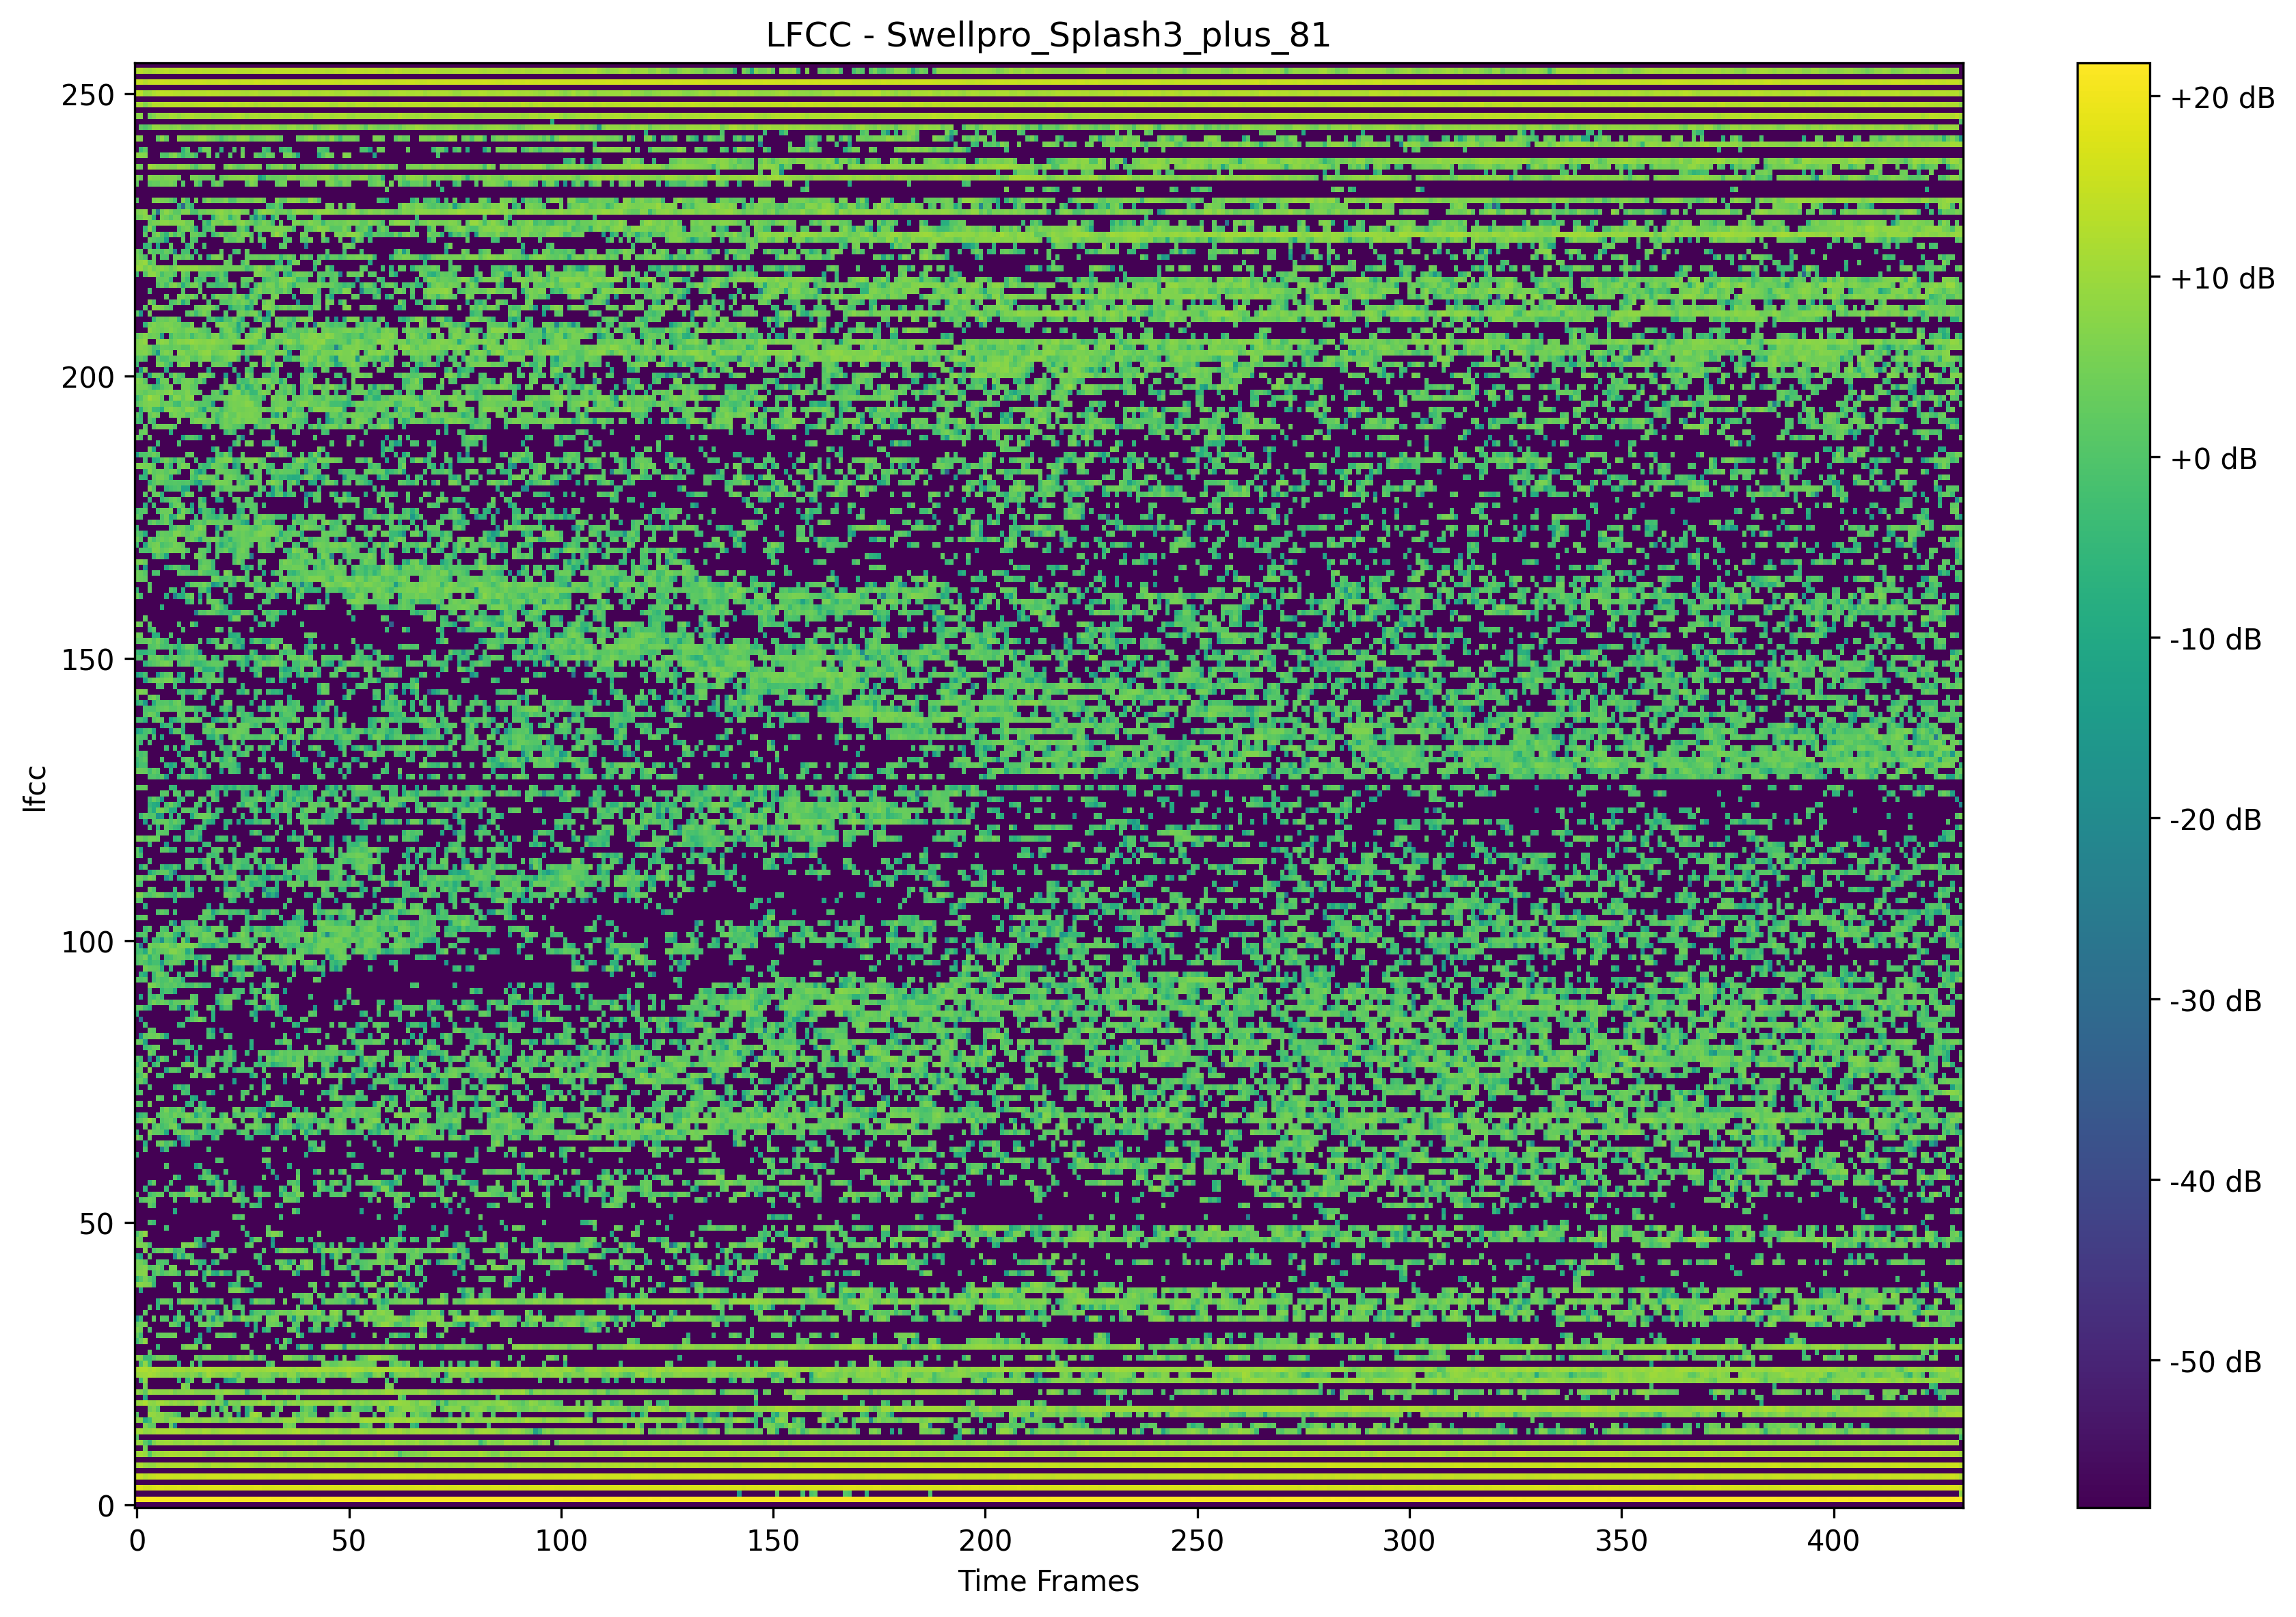 LFCC - Swellpro_Splash3_plus_81
250
200
150
100
50
0
lfcc
0 50 100 150 200 250 300 350 400
Time Frames
+20 dB
+10 dB
+0 dB
-10 dB
-20 dB
-30 dB
-40 dB
-50 dB